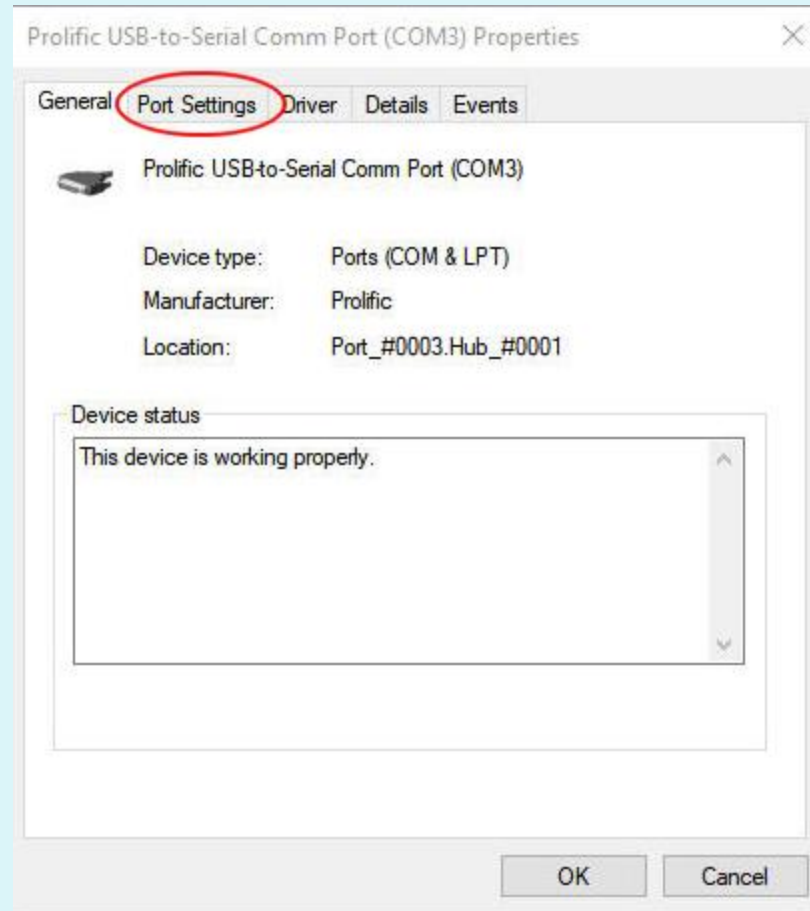 Prolific USB-to-Serial Comm Port (COM3) Properties
General Port Settings Driver Details Events
Prolific USB-to-Serial Comm Port (COM3)
Device type: Ports (COM & LPT)
Manufacturer: Prolific
Location: Port_#0003.Hub_#0001
Device status
This device is working properly.
OK Cancel